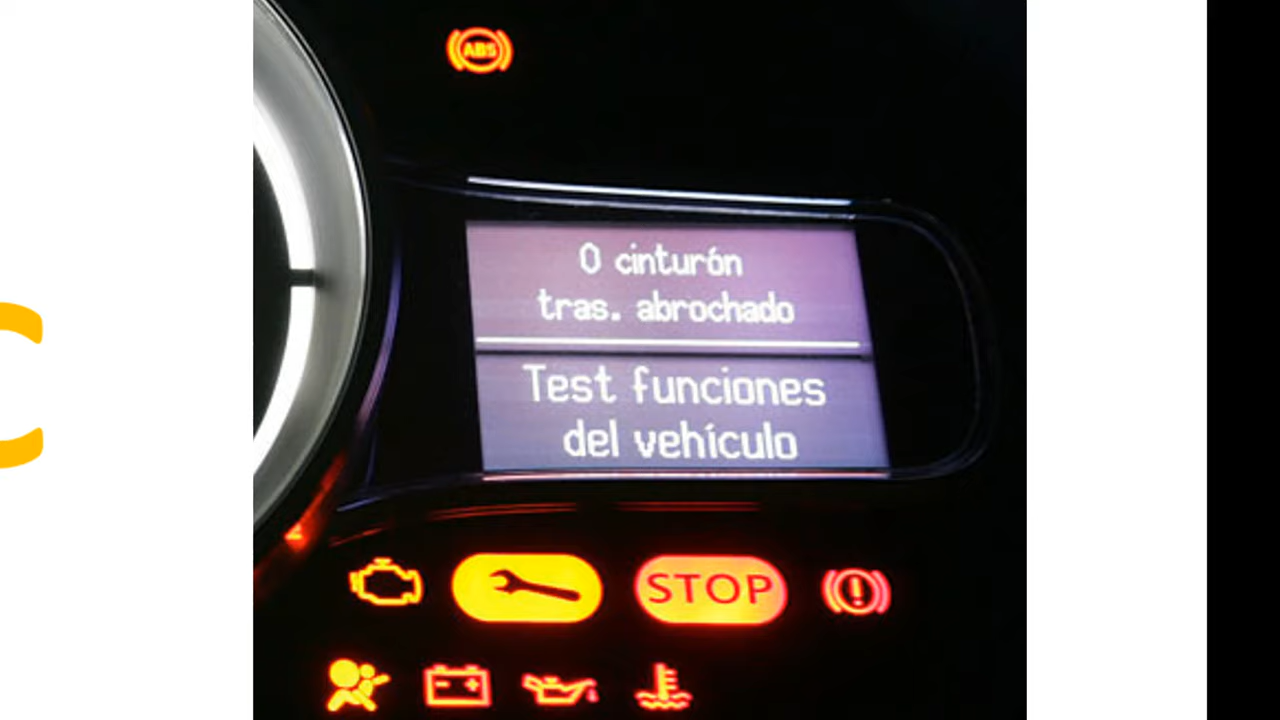 ABS
0 cinturón
tras. abrochado
Test funciones
del vehículo
STOP